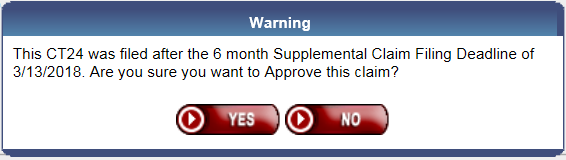 Warning
This CT24 was filed after the 6 month Supplemental Claim Filing Deadline of
3/13/2018. Are you sure you want to Approve this claim?
YES NO